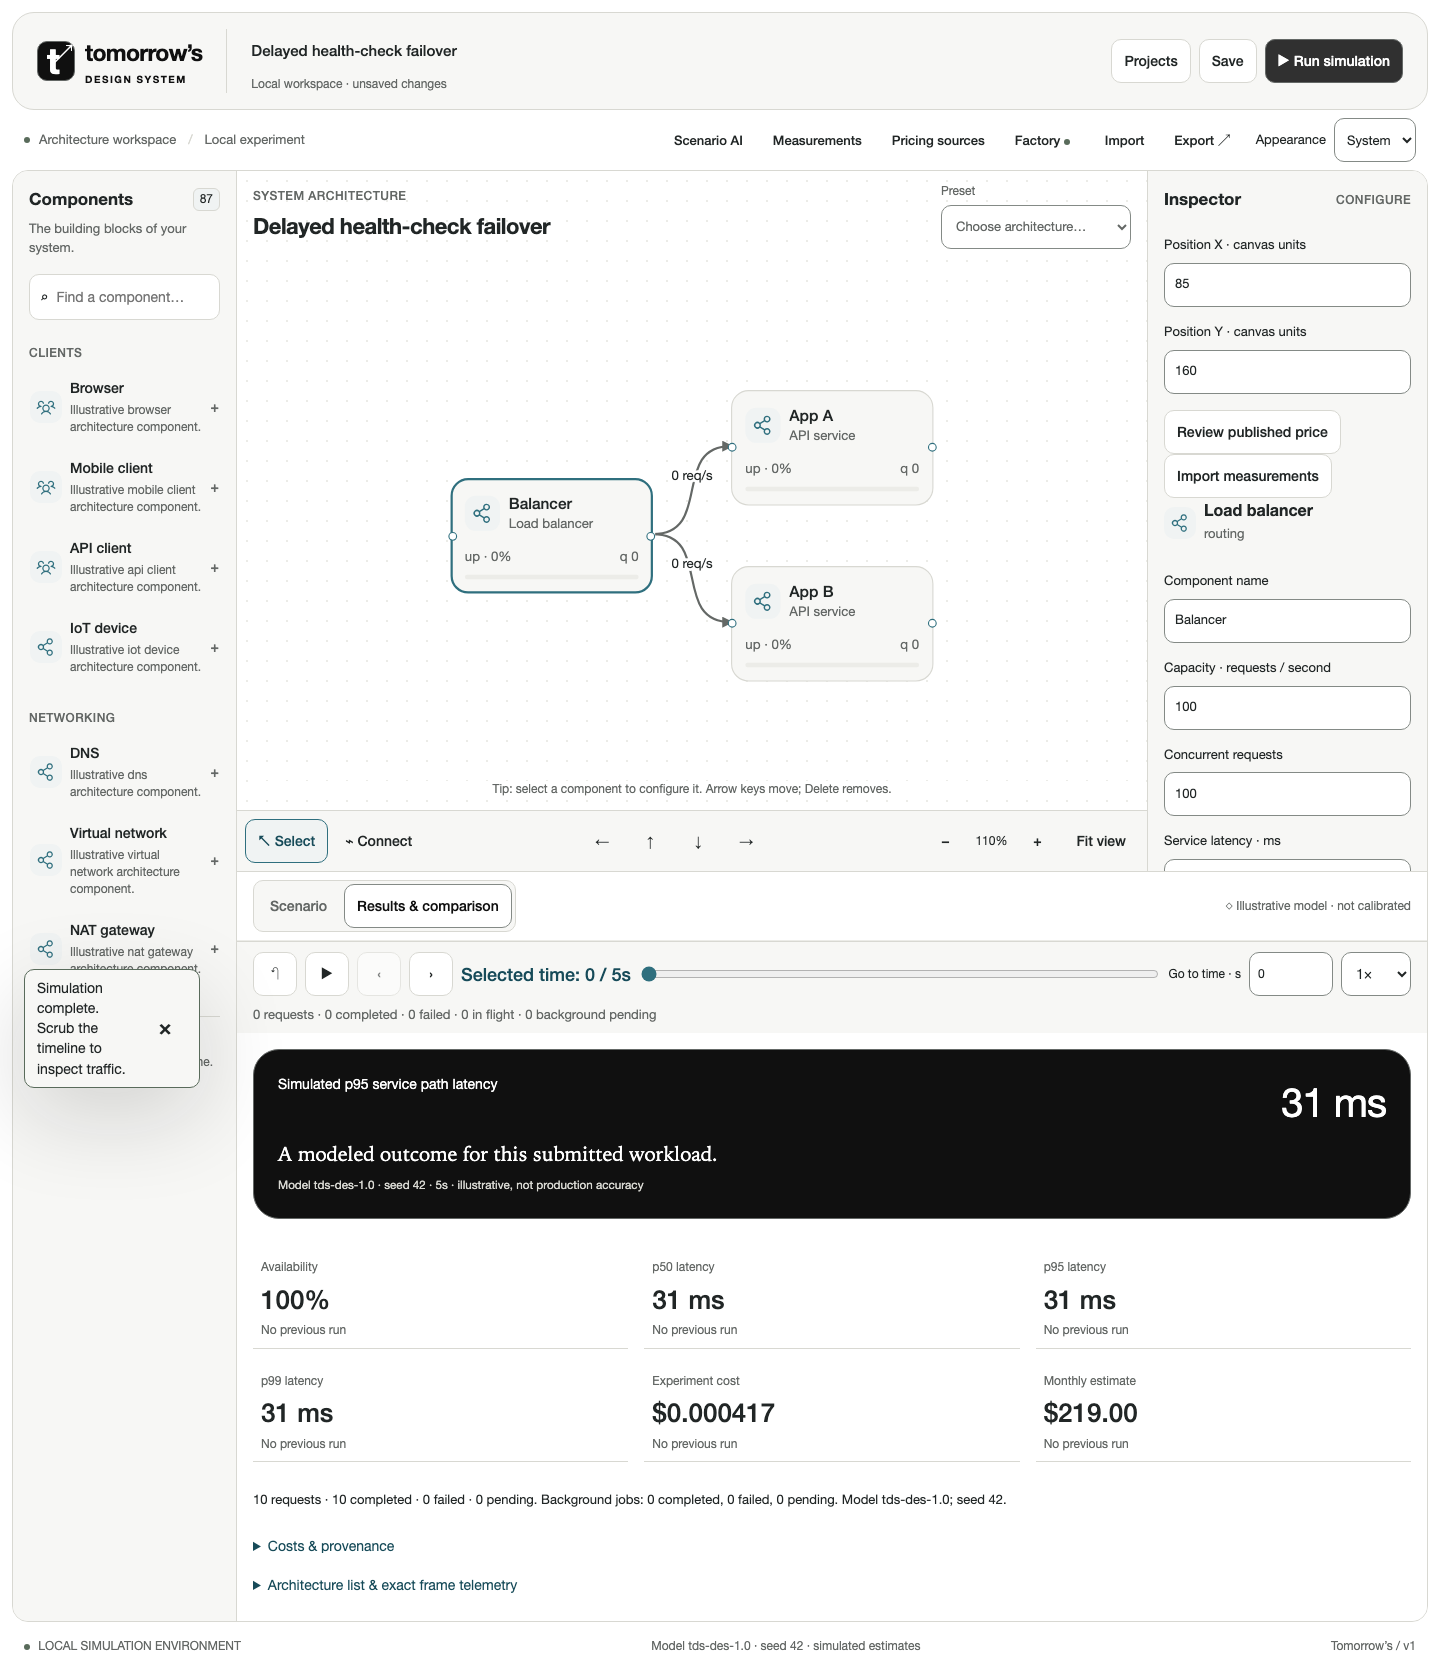 tomorrow's
DESIGN SYSTEM
Delayed health-check failover
Local workspace · unsaved changes
Projects
Save
▶ Run simulation
Architecture workspace / Local experiment
Scenario AI
Measurements
Pricing sources
Factory
Import
Export ↗
Appearance
System
Components
87
The building blocks of your
system.
Find a component...
CLIENTS
Browser
Illustrative browser
architecture component.
+
Mobile client
Illustrative mobile client
architecture component.
+
API client
Illustrative api client
architecture component.
+
IoT device
Illustrative iot device
architecture component.
+
NETWORKING
DNS
Illustrative dns
architecture component.
+
Virtual network
Illustrative virtual
network architecture
component.
+
NAT gateway
Illustrative nat gateway
architecture component.
+
Simulation
complete.
Scrub the
timeline to
inspect traffic.
✕
SYSTEM ARCHITECTURE
Delayed health-check failover
Preset
Choose architecture...
Balancer
Load balancer
up · 0%
q 0
0 req/s
0 req/s
App A
API service
up · 0%
q 0
App B
API service
up · 0%
q 0
Tip: select a component to configure it. Arrow keys move; Delete removes.
↖ Select
⌁ Connect
← ↑ ↓ →
− 110% +
Fit view
Inspector
CONFIGURE
Position X · canvas units
85
Position Y · canvas units
160
Review published price
Import measurements
Load balancer
routing
Component name
Balancer
Capacity · requests / second
100
Concurrent requests
100
Service latency · ms
Scenario
Results & comparison
◇ Illustrative model · not calibrated
Selected time: 0 / 5s
Go to time · s
0
1×
0 requests · 0 completed · 0 failed · 0 in flight · 0 background pending
Simulated p95 service path latency
31 ms
A modeled outcome for this submitted workload.
Model tds-des-1.0 · seed 42 · 5s · illustrative, not production accuracy
Availability
100%
No previous run
p50 latency
31 ms
No previous run
p95 latency
31 ms
No previous run
p99 latency
31 ms
No previous run
Experiment cost
$0.000417
No previous run
Monthly estimate
$219.00
No previous run
10 requests · 10 completed · 0 failed · 0 pending. Background jobs: 0 completed, 0 failed, 0 pending. Model tds-des-1.0; seed 42.
▶ Costs & provenance
▶ Architecture list & exact frame telemetry
LOCAL SIMULATION ENVIRONMENT
Model tds-des-1.0 · seed 42 · simulated estimates
Tomorrow's / v1